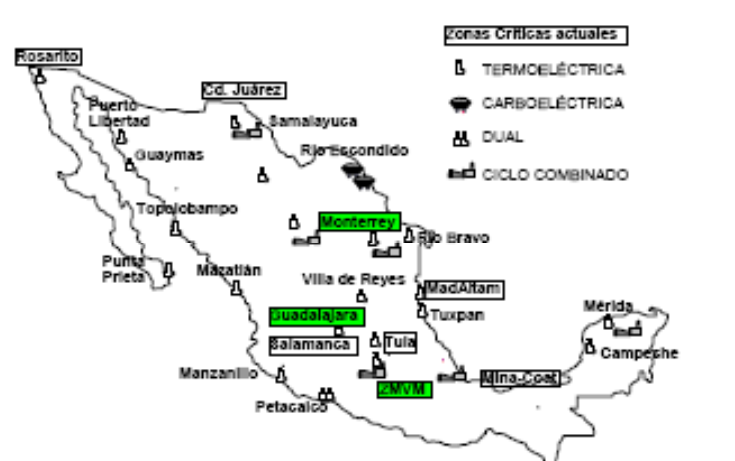 Zonas Críticas actuales
Rosarito
TERMOELÉCTRICA
Cd. Juárez
CARBOELÉCTRICA
Puerto
Libertad
Samalayuca
DUAL
Guaymas
Río Escondido
CICLO COMBINADO
Topolobampo
Monterrey
Río Bravo
Punta
Prieta
Mazatlán
Villa de Reyes
MadAltam
Mérida
Guadalajara
Tuxpan
Salamanca
Tula
Campeche
Manzanillo
Mina-Coat
ZMVM
Petacalco